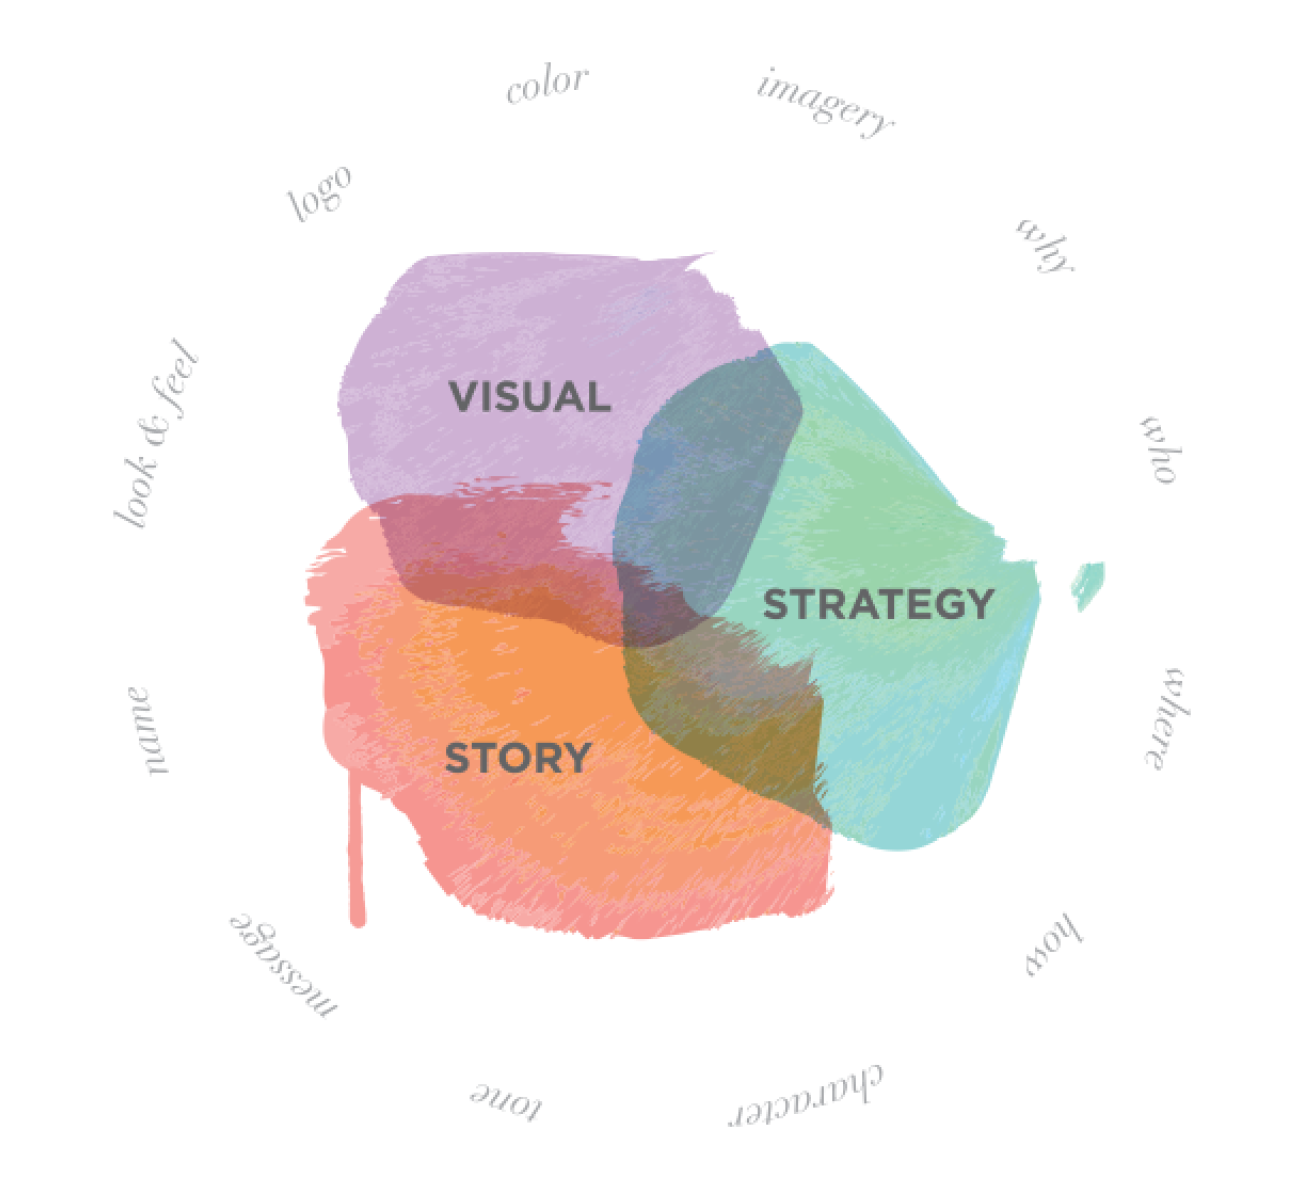 color
imagery
logo
why
look & feel
who
VISUAL
STRATEGY
where
name
STORY
how
message
tone
character